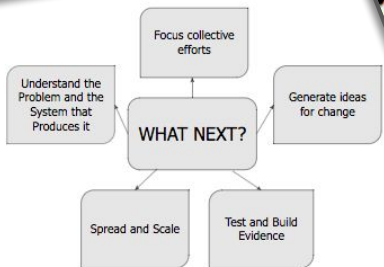 Focus collective
efforts
Understand the
Problem and the
System that
Produces it
Generate ideas
for change
WHAT NEXT?
Spread and Scale
Test and Build
Evidence